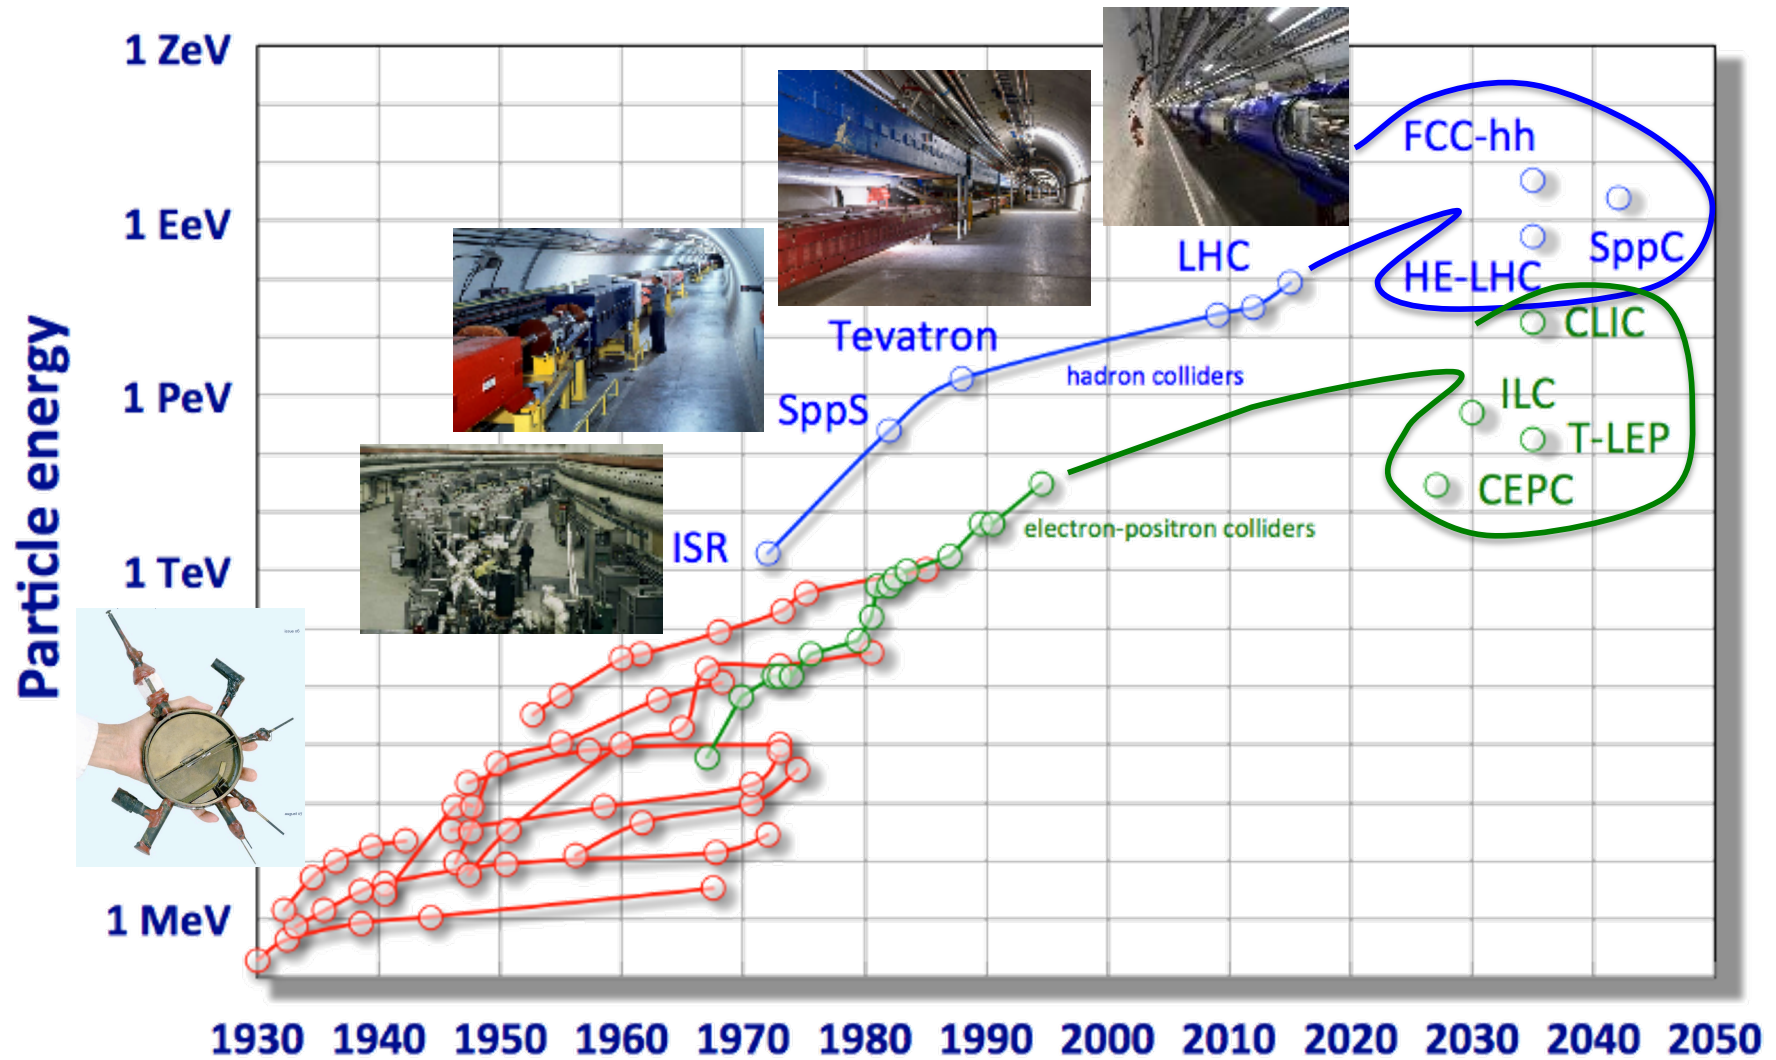 1 ZeV
FCC-hh
1 EeV
SppC
LHC
HE-LHC
CLIC
Tevatron
hadron colliders
1 PeV
ILC
SppS
T-LEP
CEPC
electron-positron colliders
ISR
1 TeV
Particle energy
1 MeV
1930 1940 1950 1960 1970 1980 1990 2000 2010 2020 2030 2040 2050